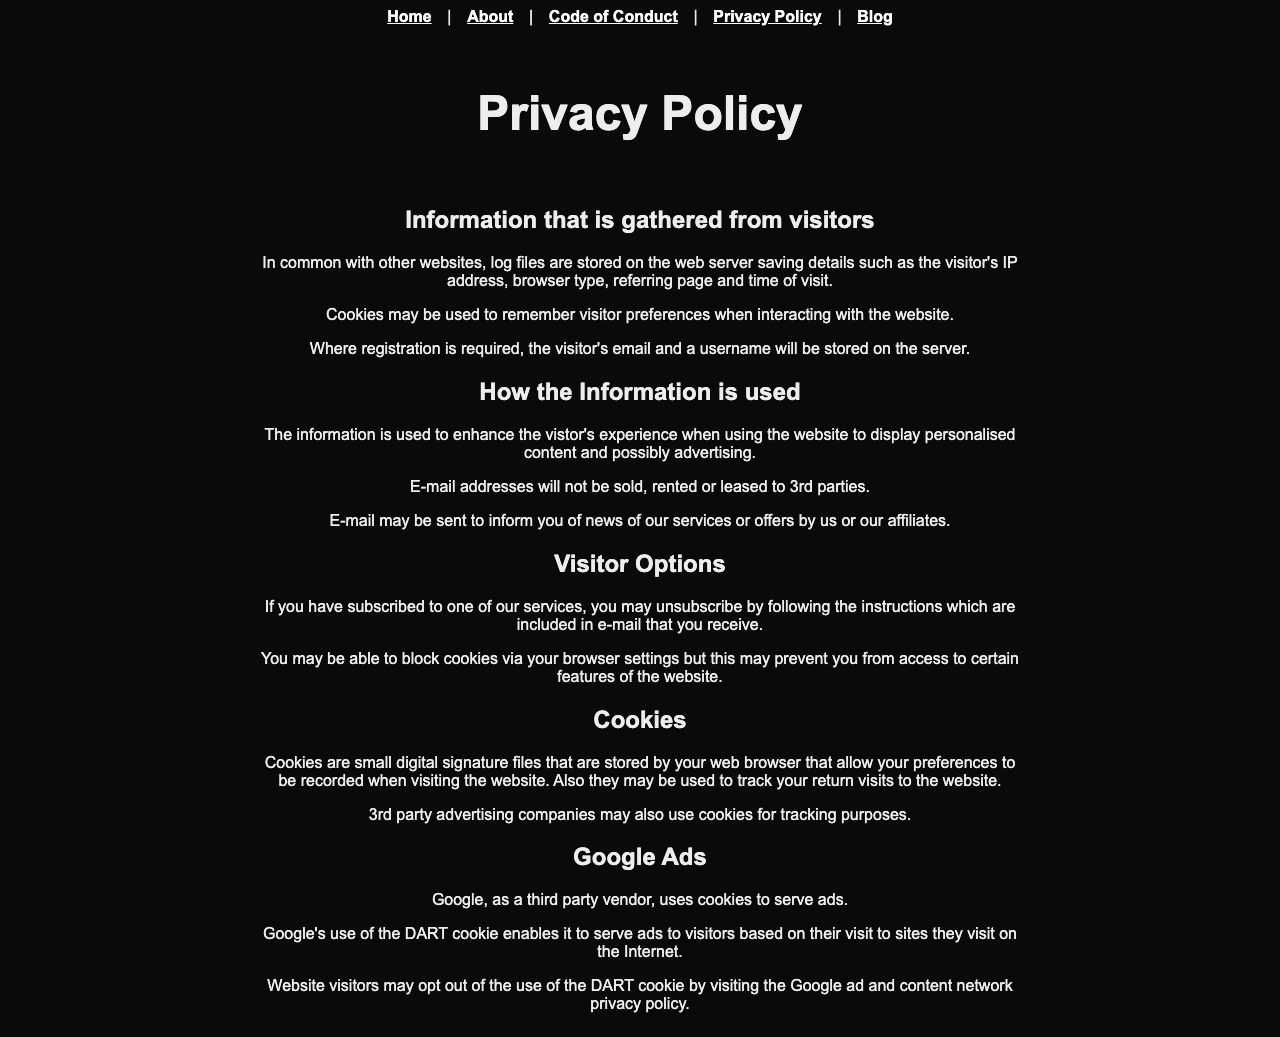 Home | About | Code of Conduct | Privacy Policy | Blog
Privacy Policy
Information that is gathered from visitors
In common with other websites, log files are stored on the web server saving details such as the visitor's IP
address, browser type, referring page and time of visit.
Cookies may be used to remember visitor preferences when interacting with the website.
Where registration is required, the visitor's email and a username will be stored on the server.
How the Information is used
The information is used to enhance the vistor's experience when using the website to display personalised
content and possibly advertising.
E-mail addresses will not be sold, rented or leased to 3rd parties.
E-mail may be sent to inform you of news of our services or offers by us or our affiliates.
Visitor Options
If you have subscribed to one of our services, you may unsubscribe by following the instructions which are
included in e-mail that you receive.
You may be able to block cookies via your browser settings but this may prevent you from access to certain
features of the website.
Cookies
Cookies are small digital signature files that are stored by your web browser that allow your preferences to
be recorded when visiting the website. Also they may be used to track your return visits to the website.
3rd party advertising companies may also use cookies for tracking purposes.
Google Ads
Google, as a third party vendor, uses cookies to serve ads.
Google's use of the DART cookie enables it to serve ads to visitors based on their visit to sites they visit on
the Internet.
Website visitors may opt out of the use of the DART cookie by visiting the Google ad and content network
privacy policy.